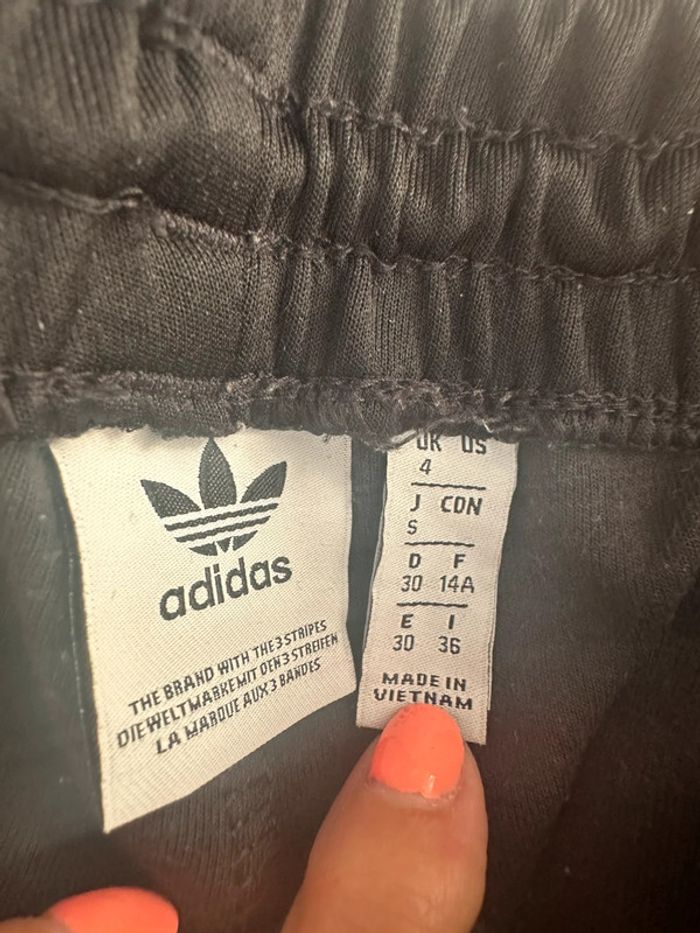 adidas
THE BRAND WITH THE 3 STRIPES
DIE WELTMARKE MIT DEN 3 STREIFEN
LA MARQUE AUX 3 BANDES
UK US
4
J CDN
S
D F
30 14A
E I
30 36
MADE IN
VIETNAM